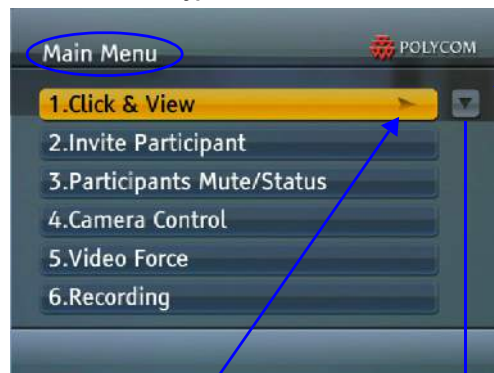 Main Menu
POLYCOM
1.Click & View
2.Invite Participant
3.Participants Mute/Status
4.Camera Control
5.Video Force
6.Recording